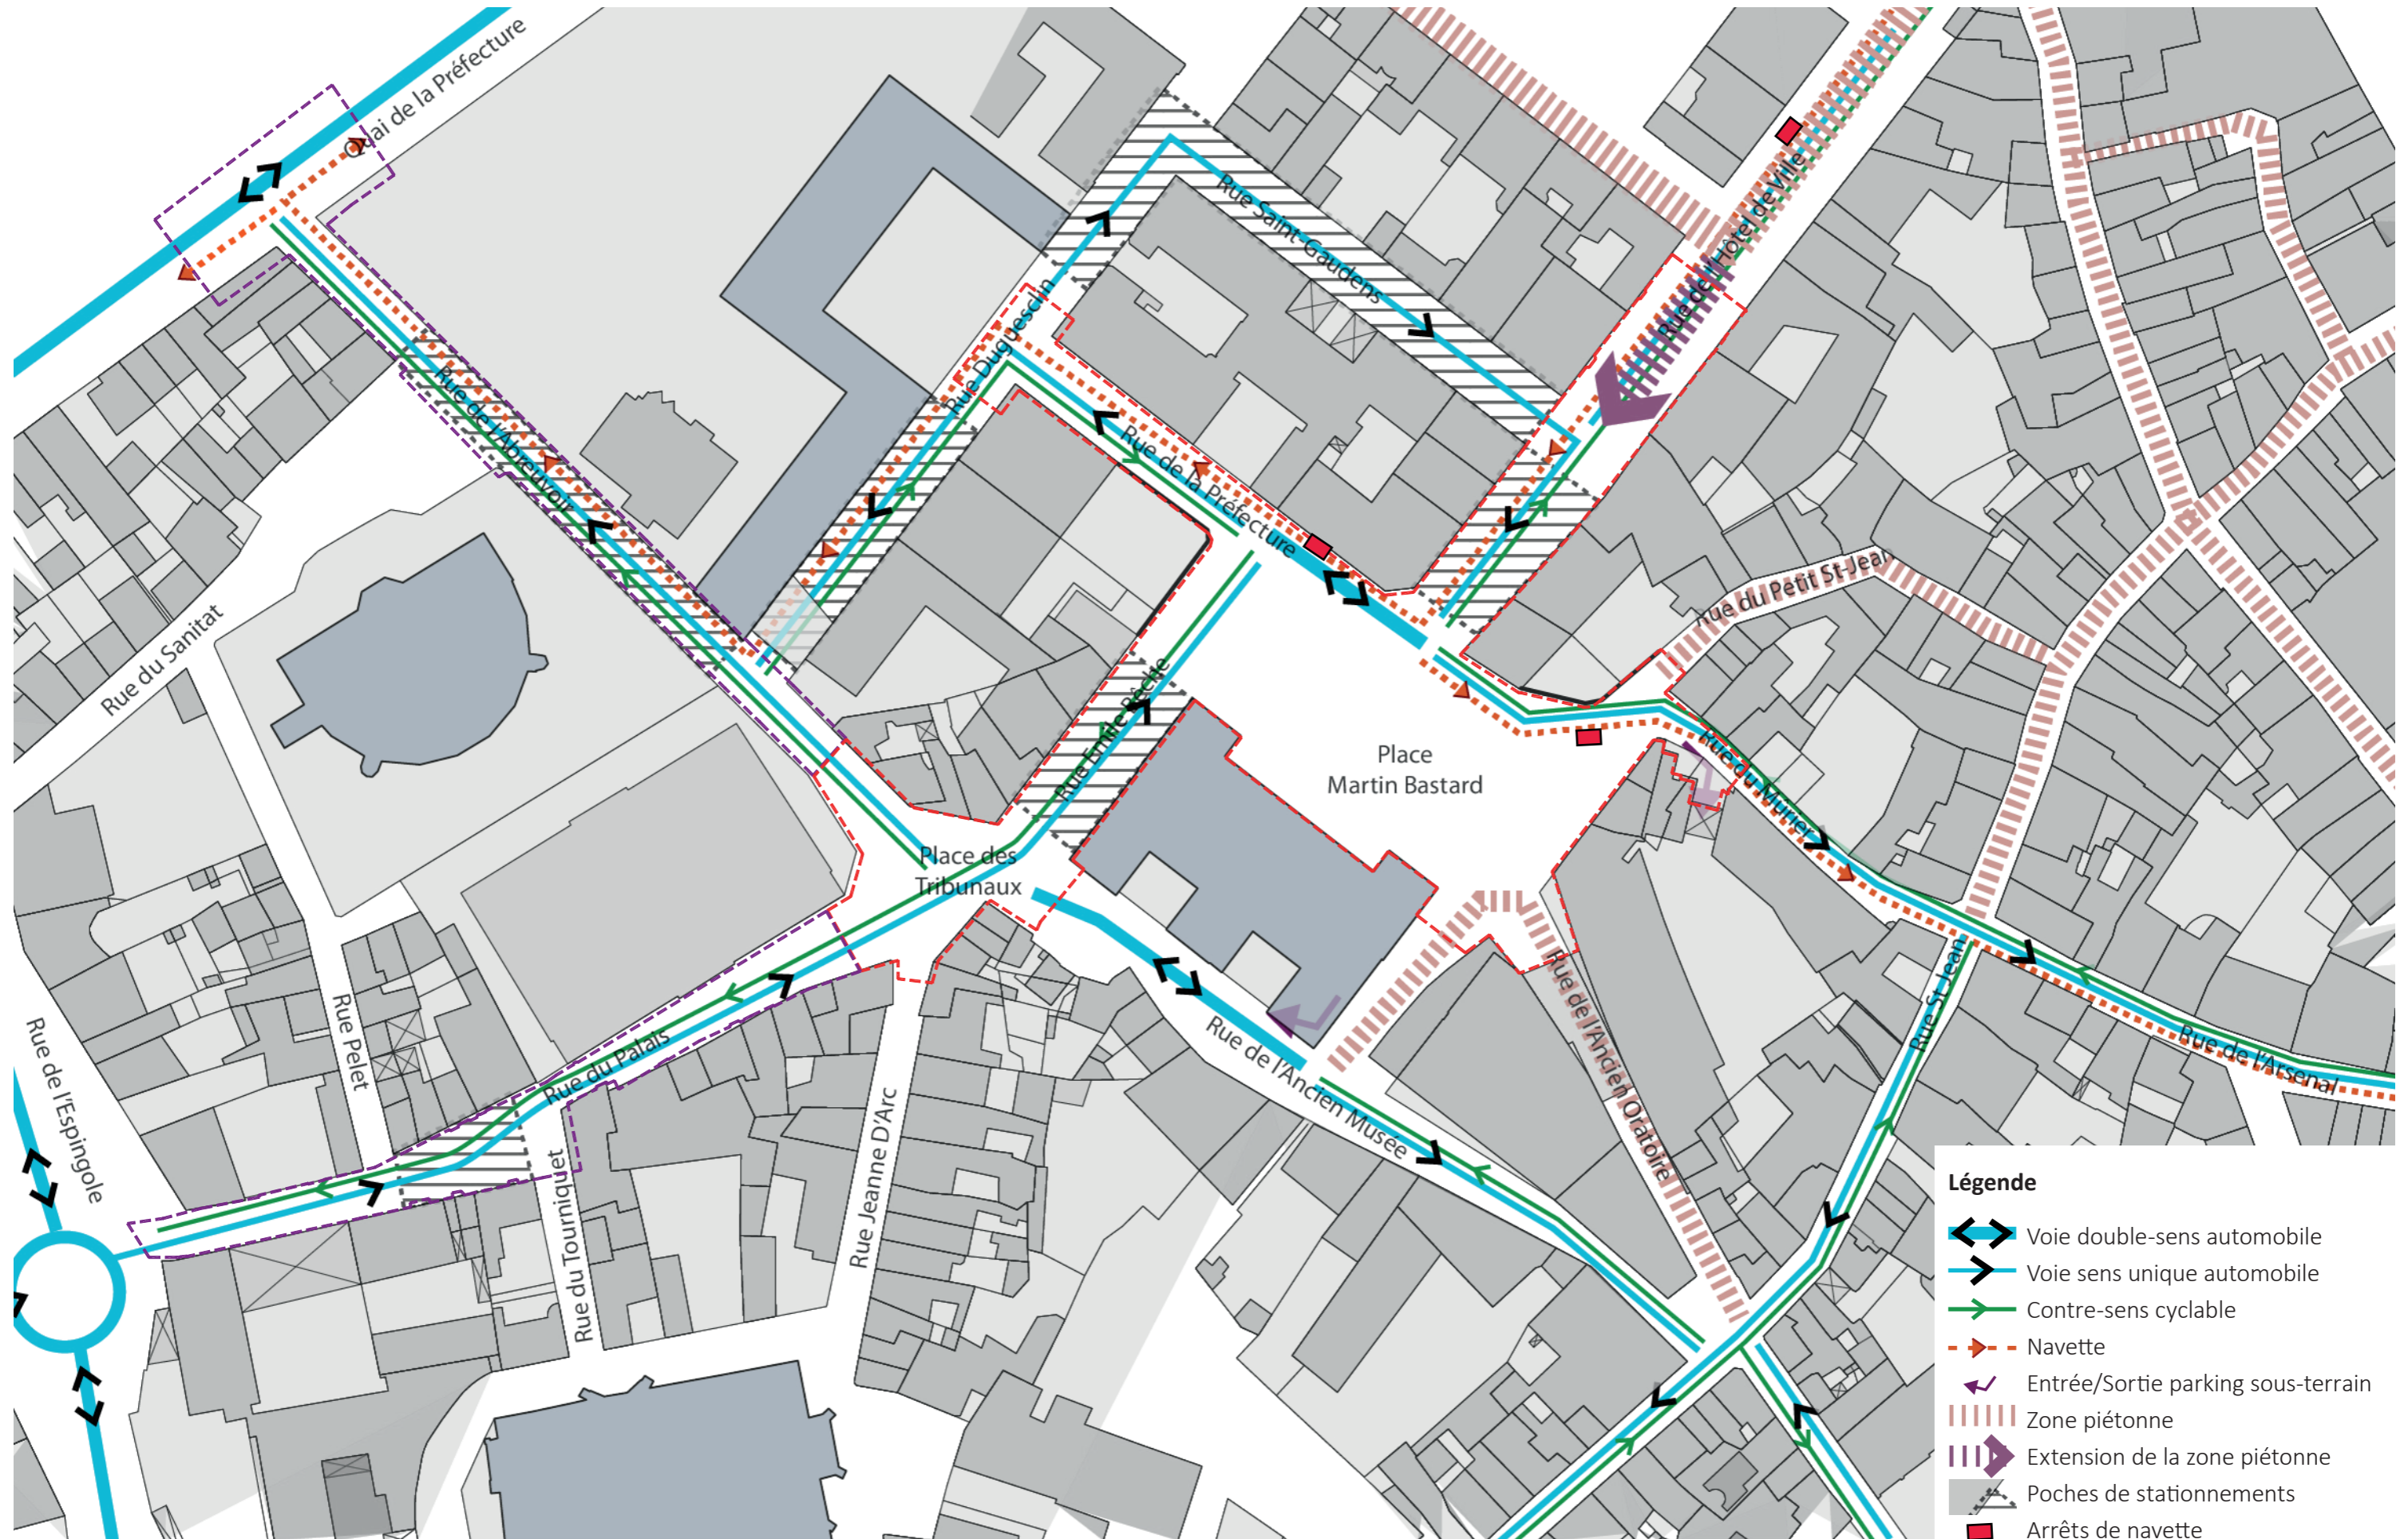 Quai de la Préfecture
Rue Saint-Gaudens
Rue de l'Hôtel de Ville
Rue Duguesclin
Rue de l'Abreuvoir
Rue de la Préfecture
Rue du Petit St-Jean
Rue du Sanitat
Rue Emile Bêche
Place
Martin Bastard
Rue du Mûrier
Place des
Tribunaux
Rue St Jean
Rue de l'Ancien Oratoire
Rue Pelet
Rue de l'Espingole
Rue du Palais
Rue de l'Ancien Musée
Rue de l'Arsenal
Rue Jeanne D'Arc
Rue du Tourniquet
Légende
Voie double-sens automobile
Voie sens unique automobile
Contre-sens cyclable
Navette
Entrée/Sortie parking sous-terrain
Zone piétonne
Extension de la zone piétonne
Poches de stationnements
Arrêts de navette